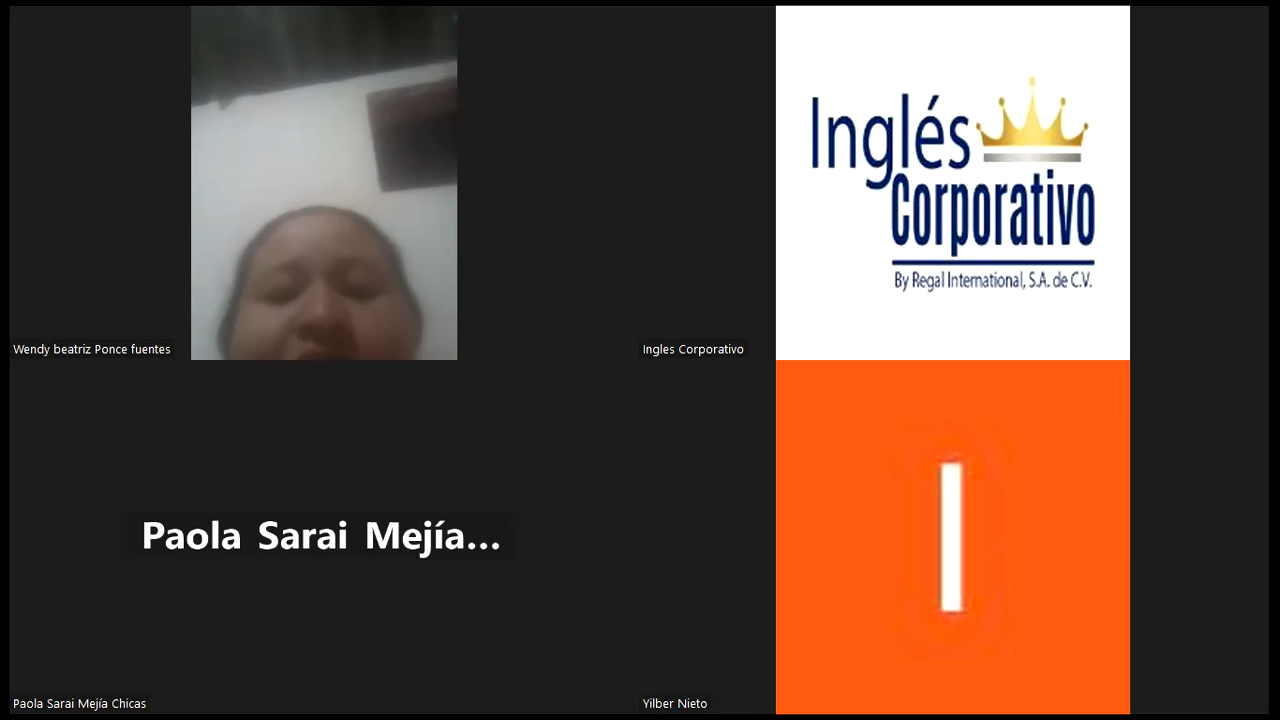 Wendy beatriz Ponce fuentes
Inglés
Corporativo
By Regal International, S.A. de C.V.
Ingles Corporativo
Paola Sarai Mejía...
I
Paola Sarai Mejía Chicas
Yilber Nieto